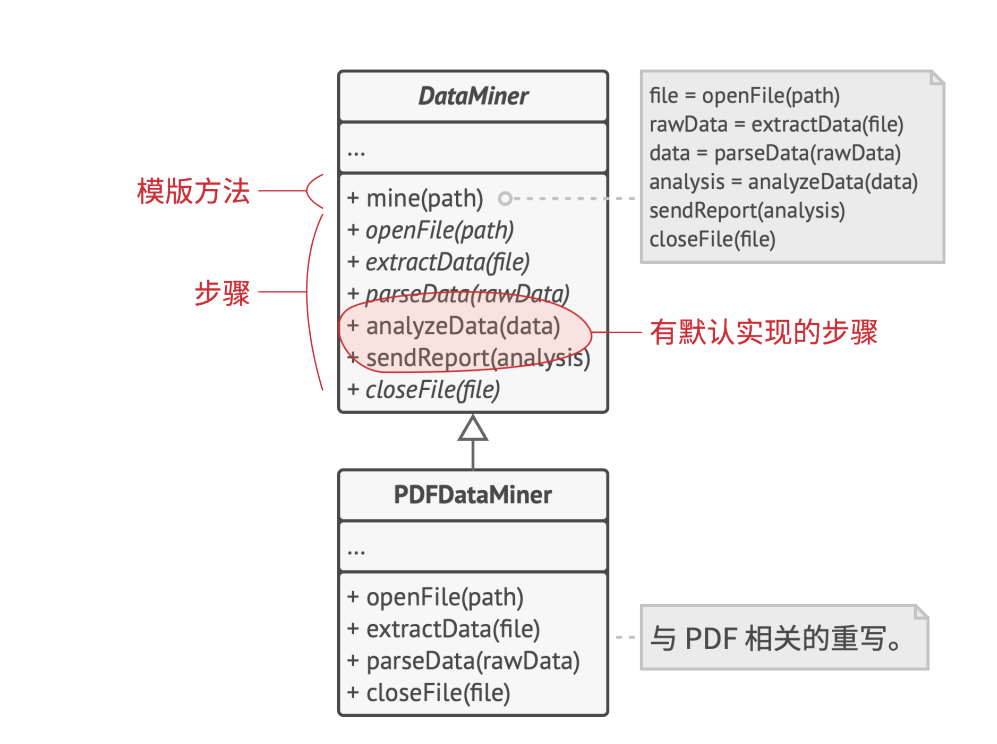 DataMiner
...
模版方法
+ mine(path)
+ openFile(path)
+ extractData(file)
步骤
+ parseData(rawData)
+ analyzeData(data)
+ sendReport(analysis)
+ closeFile(file)
file = openFile(path)
rawData = extractData(file)
data = parseData(rawData)
analysis = analyzeData(data)
sendReport(analysis)
closeFile(file)
有默认实现的步骤
PDFDataMiner
...
+ openFile(path)
+ extractData(file)
+ parseData(rawData)
+ closeFile(file)
与 PDF 相关的重写。